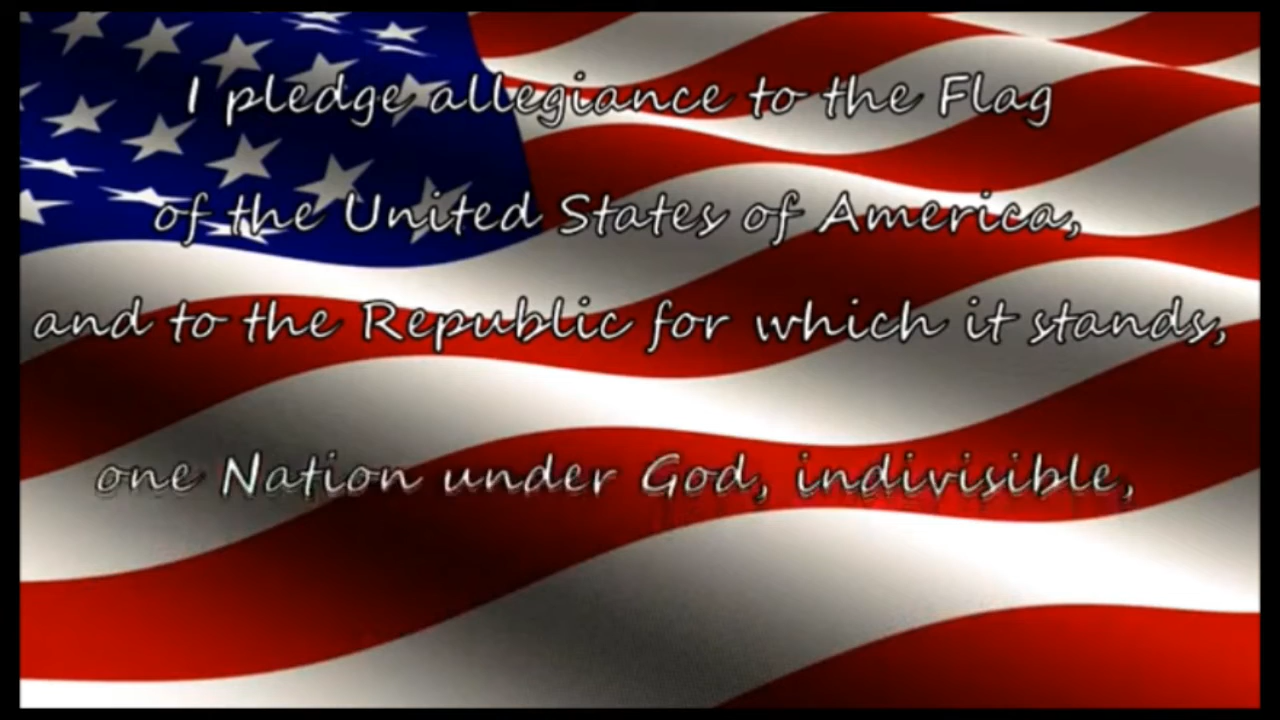 I pledge allegiance to the Flag
of the United States of America,
and to the Republic for which it stands,
one Nation under God, indivisible,